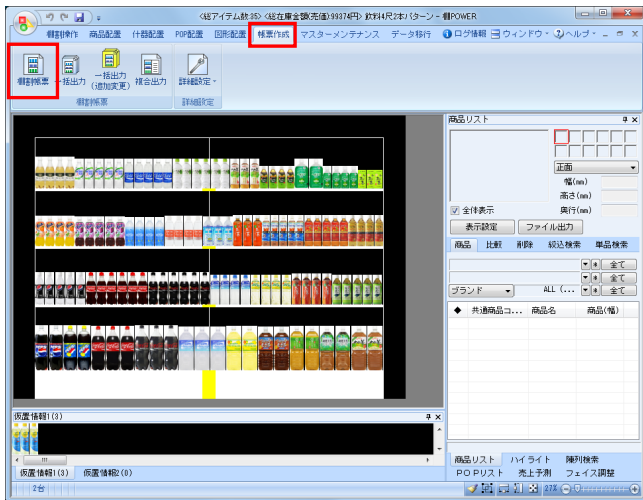 <総アイテム数:35> <総在庫金額(売価):99374円> 飲料4尺2本パターン - 棚POWER
棚割操作 商品配置 什器配置 POP配置 図形配置 帳票作成 マスターメンテナンス データ移行 ログ情報 ウィンドウ ヘルプ
棚割帳票 一括出力 一括出力(追加変更) 複合出力 詳細設定
棚割帳票 詳細設定
商品リスト
正面
幅(mm)
高さ(mm)
全体表示 奥行(mm)
表示設定 ファイル出力
商品 比較 削除 絞込検索 単品検索
* 全て
ブランド ALL (... * 全て
◆ 共通商品コ... 商品名 商品(幅)
仮置情報1(3)
仮置情報1(3) 仮置情報2(0)
商品リスト ハイライト 陳列検索
POPリスト 売上予測 フェイス調整
2台 27%